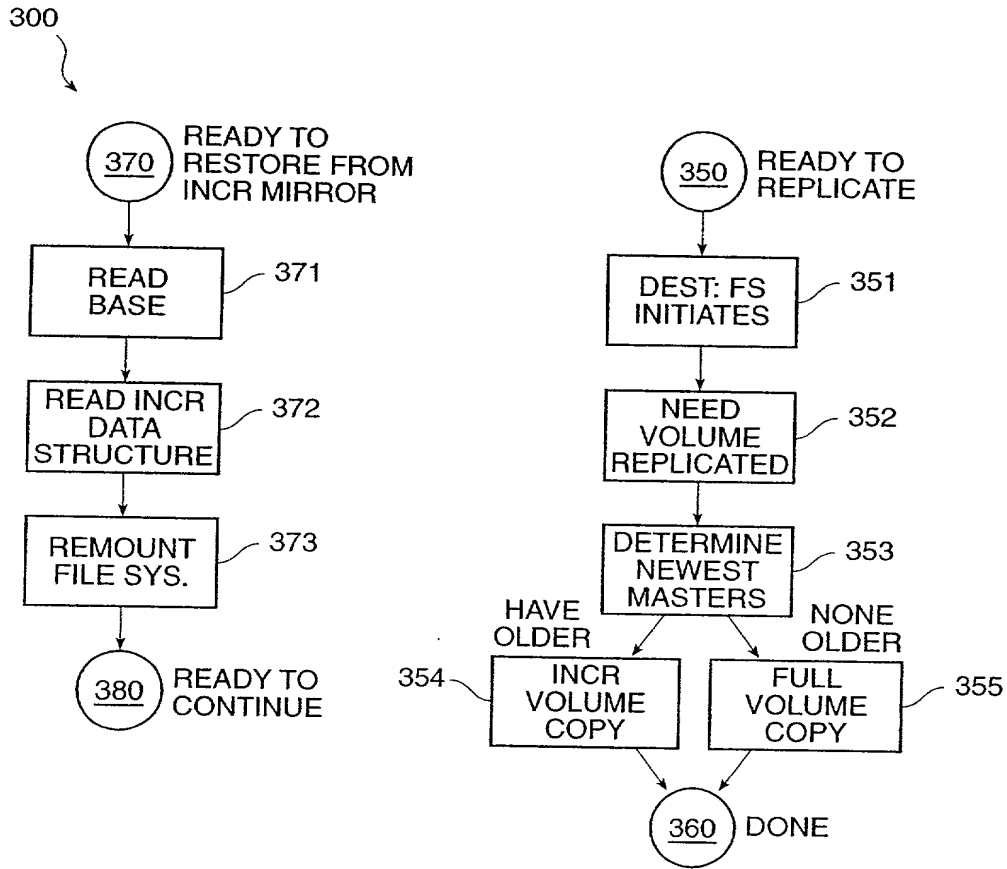 300
370
READY TO
RESTORE FROM
INCR MIRROR
READ
BASE
371
READ INCR
DATA
STRUCTURE
372
REMOUNT
FILE SYS.
373
380
READY TO
CONTINUE
350
READY TO
REPLICATE
DEST: FS
INITIATES
351
NEED
VOLUME
REPLICATED
352
DETERMINE
NEWEST
MASTERS
353
HAVE
OLDER
NONE
OLDER
354
INCR
VOLUME
COPY
FULL
VOLUME
COPY
355
360
DONE